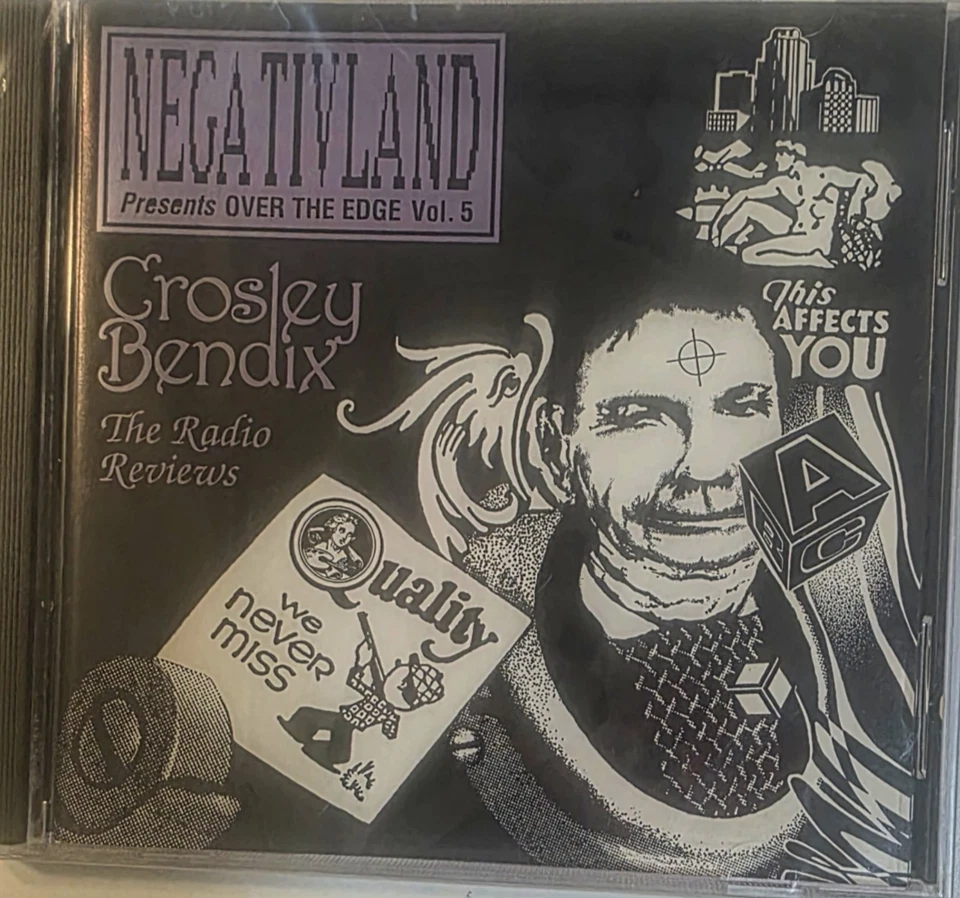 NEGATIVLAND
Presents OVER THE EDGE Vol. 5
Crosley
Bendix
The Radio
Reviews
This
AFFECTS
YOU
A
C
Quality
we
never
miss